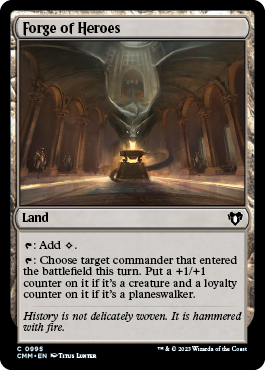 Forge of Heroes
Land
: Add .
: Choose target commander that entered
the battlefield this turn. Put a +1/+1
counter on it if it's a creature and a loyalty
counter on it if it's a planeswalker.
History is not delicately woven. It is hammered
with fire.
C 0995
CMM • EN Titus Lunter
™ & © 2023 Wizards of the Coast